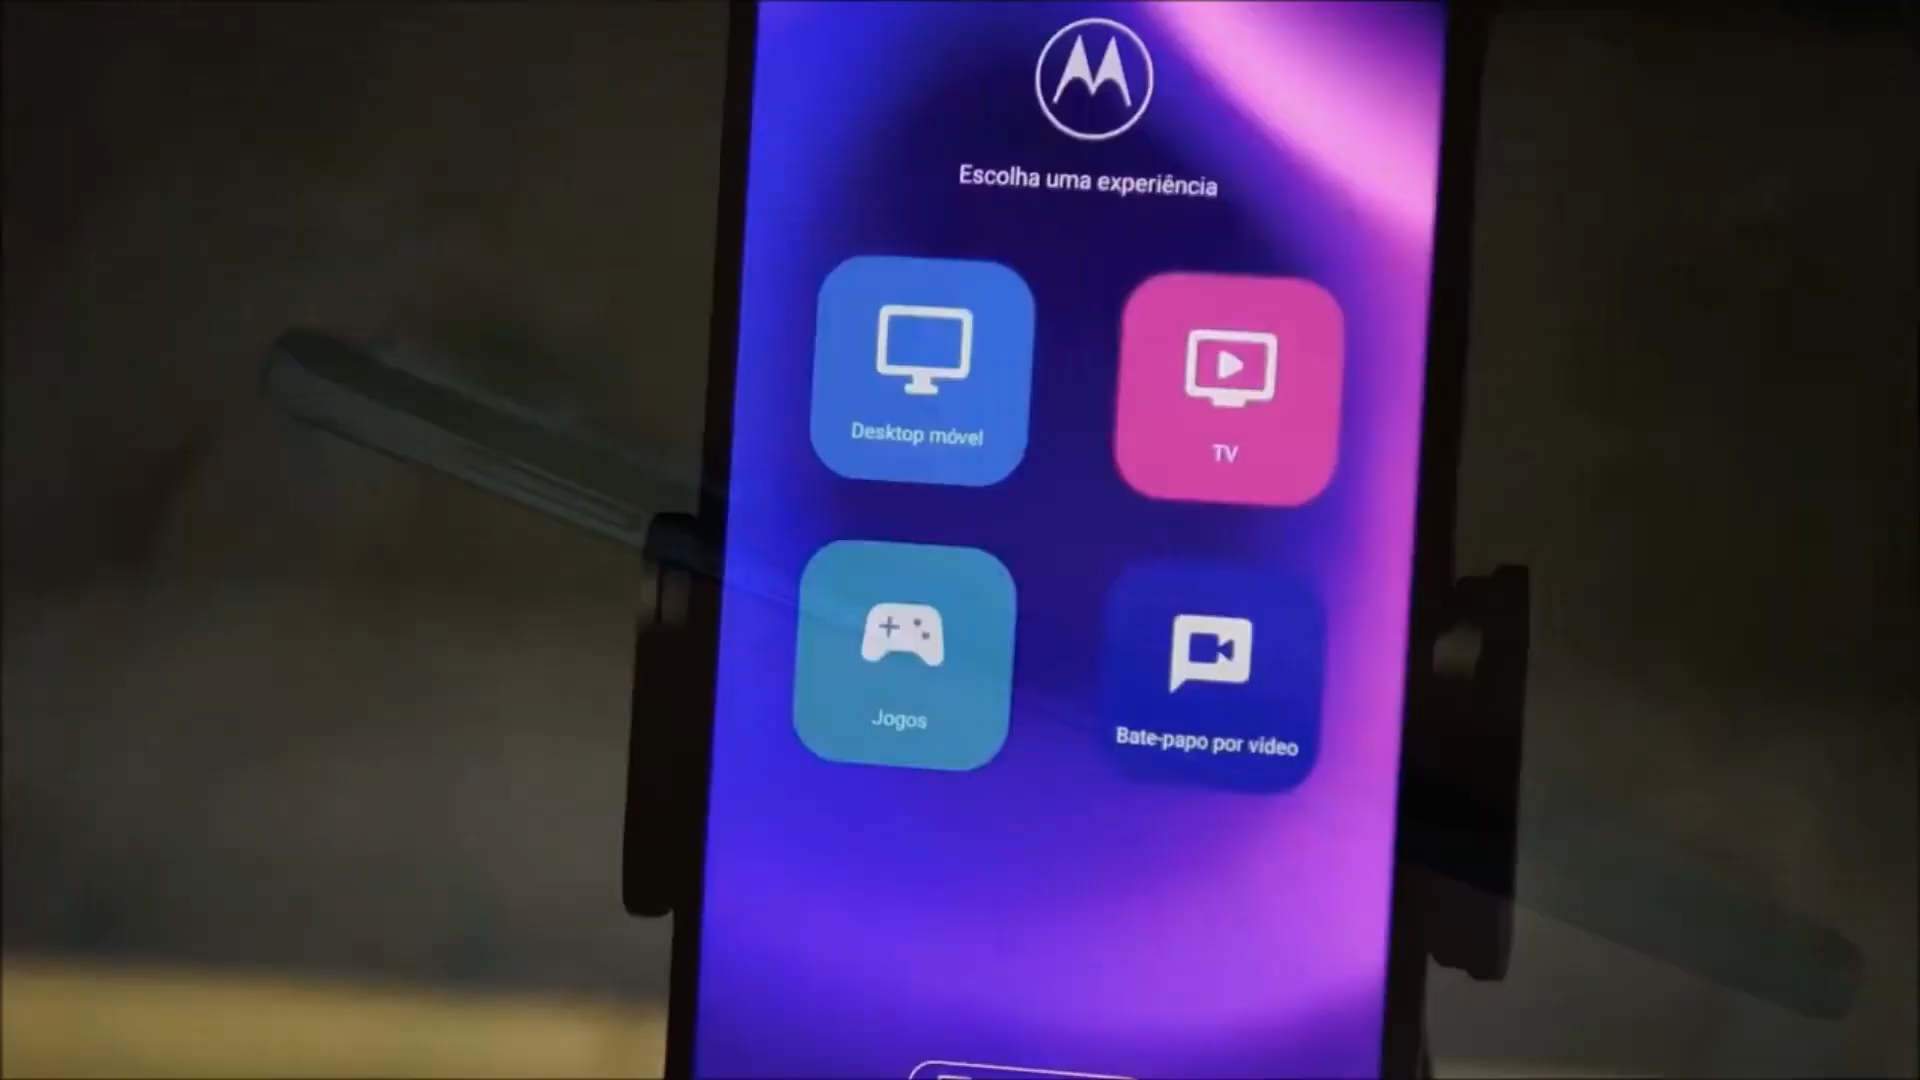 Escolha uma experiência
Desktop móvel
TV
Jogos
Bate-papo por vídeo